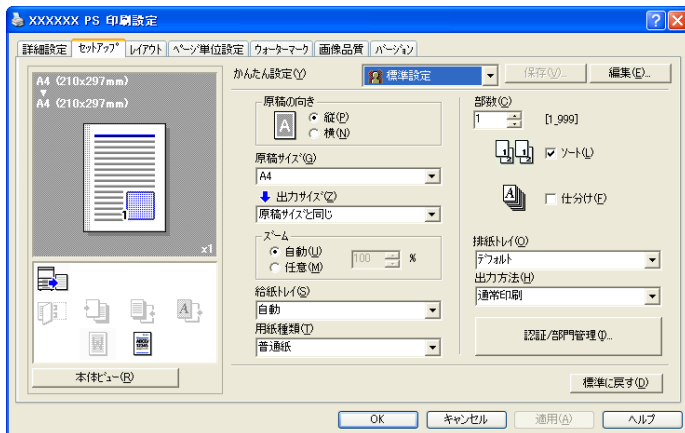 XXXXXX PS 印刷設定
詳細設定 セットアップ レイアウト ページ単位設定 ウォーターマーク 画像品質 バージョン
A4 (210x297mm)
A4 (210x297mm)
1
x1
本体ビュー(R)
かんたん設定(Y) 標準設定 保存(V)... 編集(E)...
原稿の向き
A
縦(P)
横(N)
原稿サイズ(G)
A4
出力サイズ(Z)
原稿サイズと同じ
ズーム
自動(U)
任意(M)
100 %
給紙トレイ(S)
自動
用紙種類(T)
普通紙
部数(C)
1 [1_999]
1 2 1 2 ソート(L)
A 仕分け(F)
排紙トレイ(O)
デフォルト
出力方法(H)
通常印刷
認証/部門管理(I)...
標準に戻す(D)
OK キャンセル 適用(A) ヘルプ